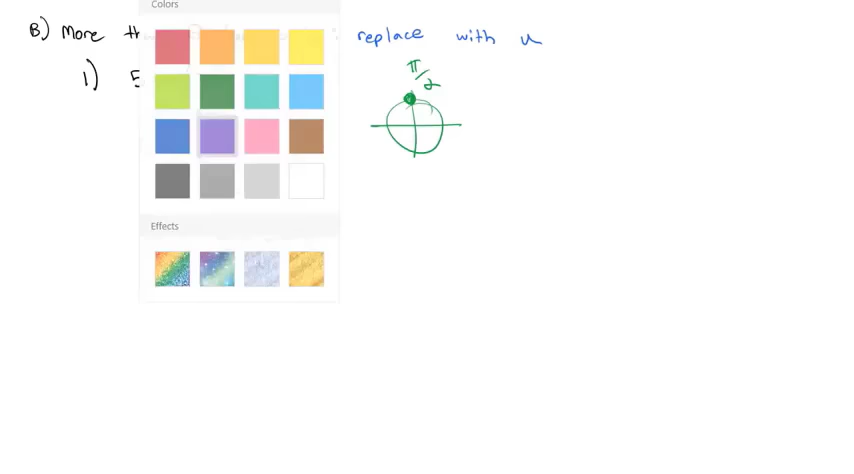 Colors
B) More replace with u
1)
π/2
Effects